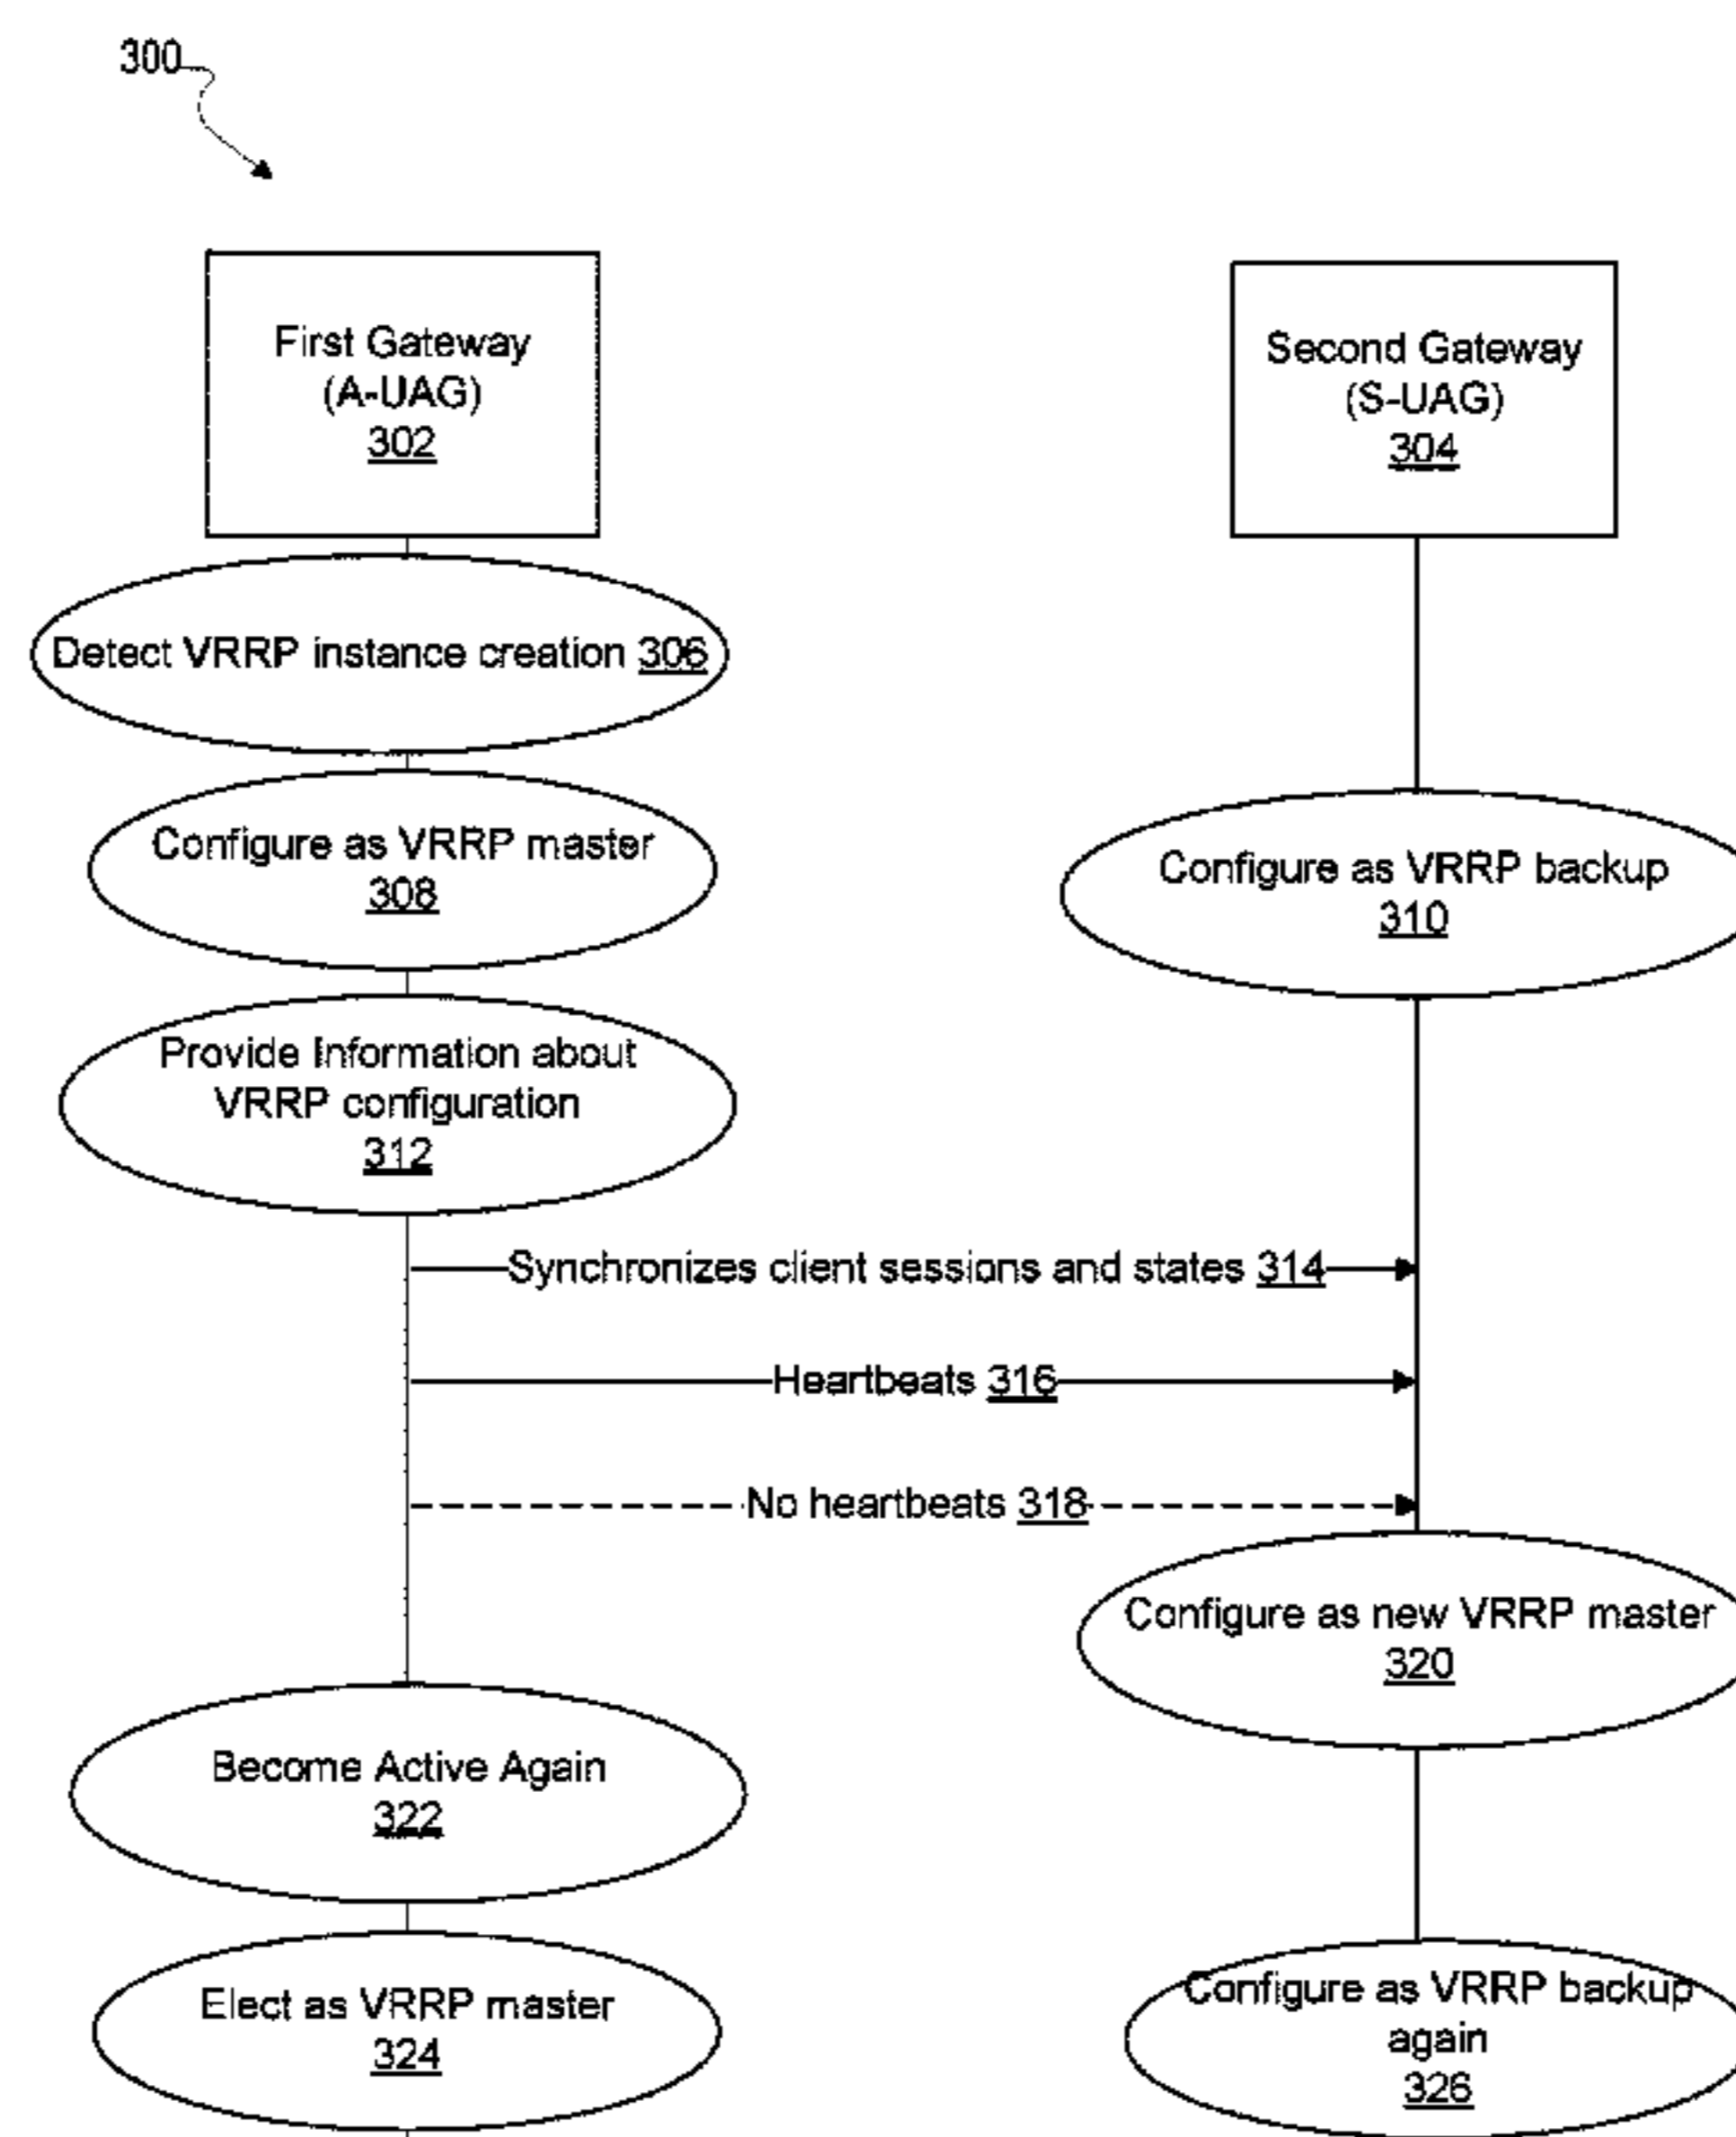 300
First Gateway
(A-UAG)
302
Second Gateway
(S-UAG)
304
Detect VRRP instance creation 306
Configure as VRRP master
308
Configure as VRRP backup
310
Provide Information about
VRRP configuration
312
Synchronizes client sessions and states 314
Heartbeats 316
No heartbeats 318
Configure as new VRRP master
320
Become Active Again
322
Elect as VRRP master
324
Configure as VRRP backup
again
326